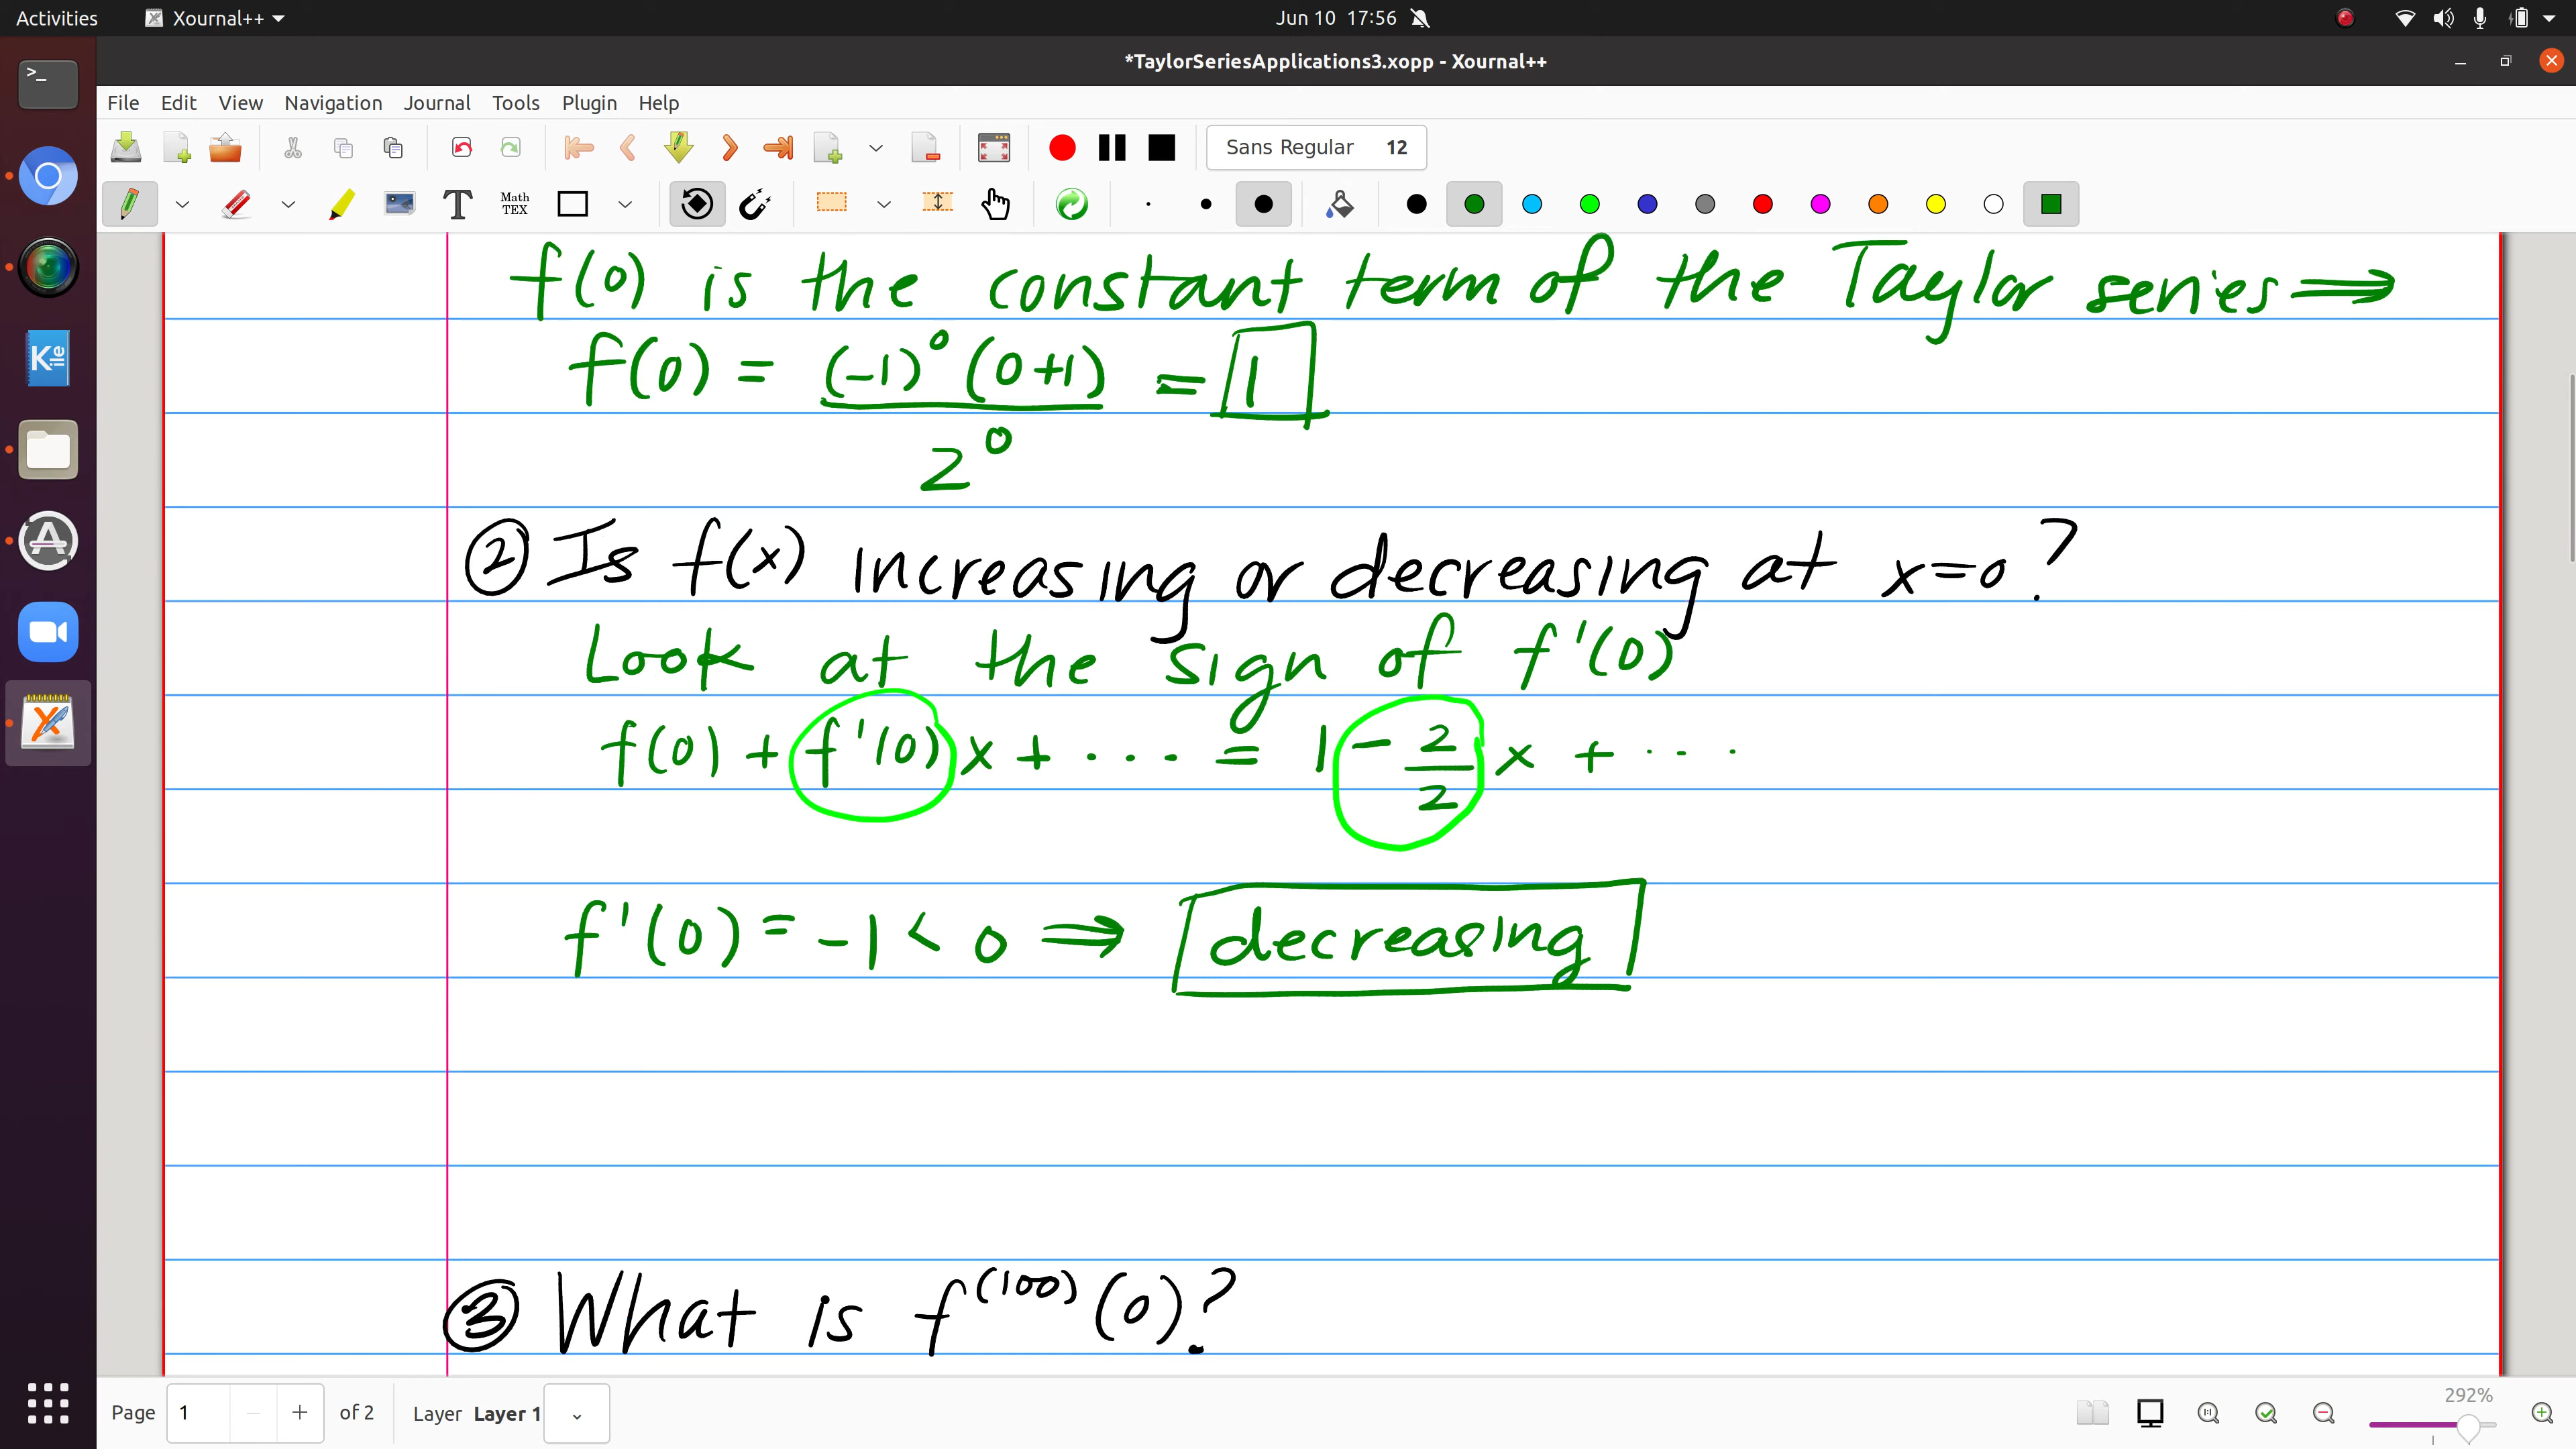 Activities Xournal++ Jun 10 17:56
*TaylorSeriesApplications3.xopp - Xournal++
File Edit View Navigation Journal Tools Plugin Help
Sans Regular 12
T Math TEX
f(0) is the constant term of the Taylor series ⟹
f(0) = (-1)^0 (0+1) / 2^0 = 1
② Is f(x) increasing or decreasing at x=0?
Look at the sign of f'(0)
f(0) + f'(0) x + ··· = 1 - 2/2 x + ···
f'(0) = -1 < 0 ⟹ decreasing
③ What is f^(100) (0)?
Page 1 − + of 2 Layer Layer 1 292%